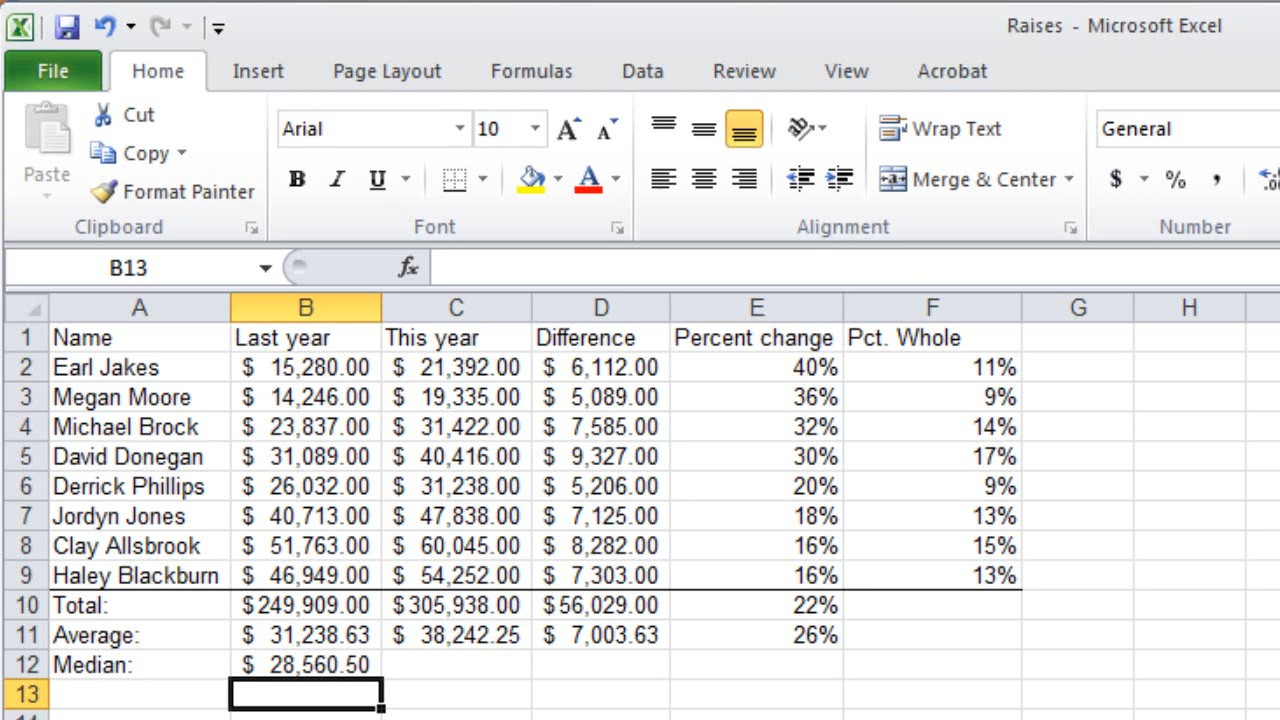 Raises - Microsoft Excel
File Home Insert Page Layout Formulas Data Review View Acrobat
Paste
Cut
Copy
Format Painter
Clipboard
Arial 10 A A
B I U A
Font
Wrap Text
Merge & Center
Alignment
General
$ % ,
Number
B13 fx
A B C D E F G H
1 Name Last year This year Difference Percent change Pct. Whole
2 Earl Jakes $ 15,280.00 $ 21,392.00 $ 6,112.00 40% 11%
3 Megan Moore $ 14,246.00 $ 19,335.00 $ 5,089.00 36% 9%
4 Michael Brock $ 23,837.00 $ 31,422.00 $ 7,585.00 32% 14%
5 David Donegan $ 31,089.00 $ 40,416.00 $ 9,327.00 30% 17%
6 Derrick Phillips $ 26,032.00 $ 31,238.00 $ 5,206.00 20% 9%
7 Jordyn Jones $ 40,713.00 $ 47,838.00 $ 7,125.00 18% 13%
8 Clay Allsbrook $ 51,763.00 $ 60,045.00 $ 8,282.00 16% 15%
9 Haley Blackburn $ 46,949.00 $ 54,252.00 $ 7,303.00 16% 13%
10 Total: $249,909.00 $305,938.00 $56,029.00 22%
11 Average: $ 31,238.63 $ 38,242.25 $ 7,003.63 26%
12 Median: $ 28,560.50
13